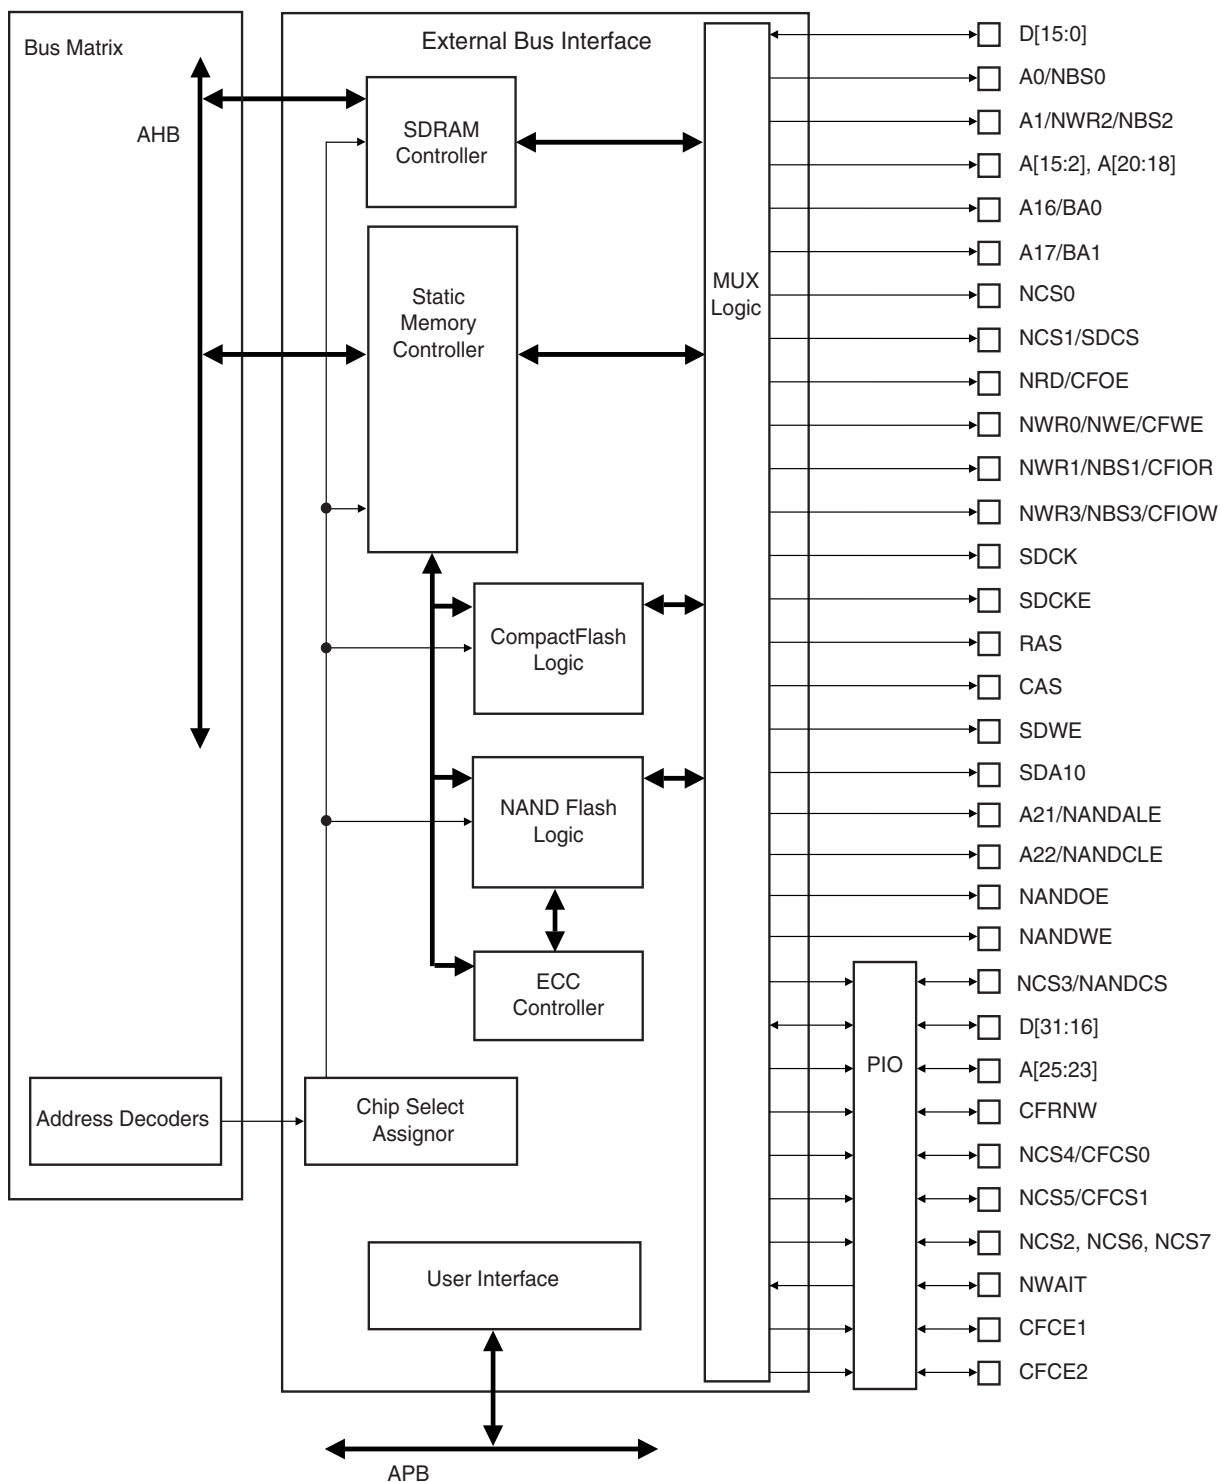 Bus Matrix
External Bus Interface
AHB
SDRAM
Controller
Static
Memory
Controller
MUX
Logic
CompactFlash
Logic
NAND Flash
Logic
ECC
Controller
Address Decoders
Chip Select
Assignor
User Interface
APB
PIO
D[15:0]
A0/NBS0
A1/NWR2/NBS2
A[15:2], A[20:18]
A16/BA0
A17/BA1
NCS0
NCS1/SDCS
NRD/CFOE
NWR0/NWE/CFWE
NWR1/NBS1/CFIOR
NWR3/NBS3/CFIOW
SDCK
SDCKE
RAS
CAS
SDWE
SDA10
A21/NANDALE
A22/NANDCLE
NANDOE
NANDWE
NCS3/NANDCS
D[31:16]
A[25:23]
CFRNW
NCS4/CFCS0
NCS5/CFCS1
NCS2, NCS6, NCS7
NWAIT
CFCE1
CFCE2